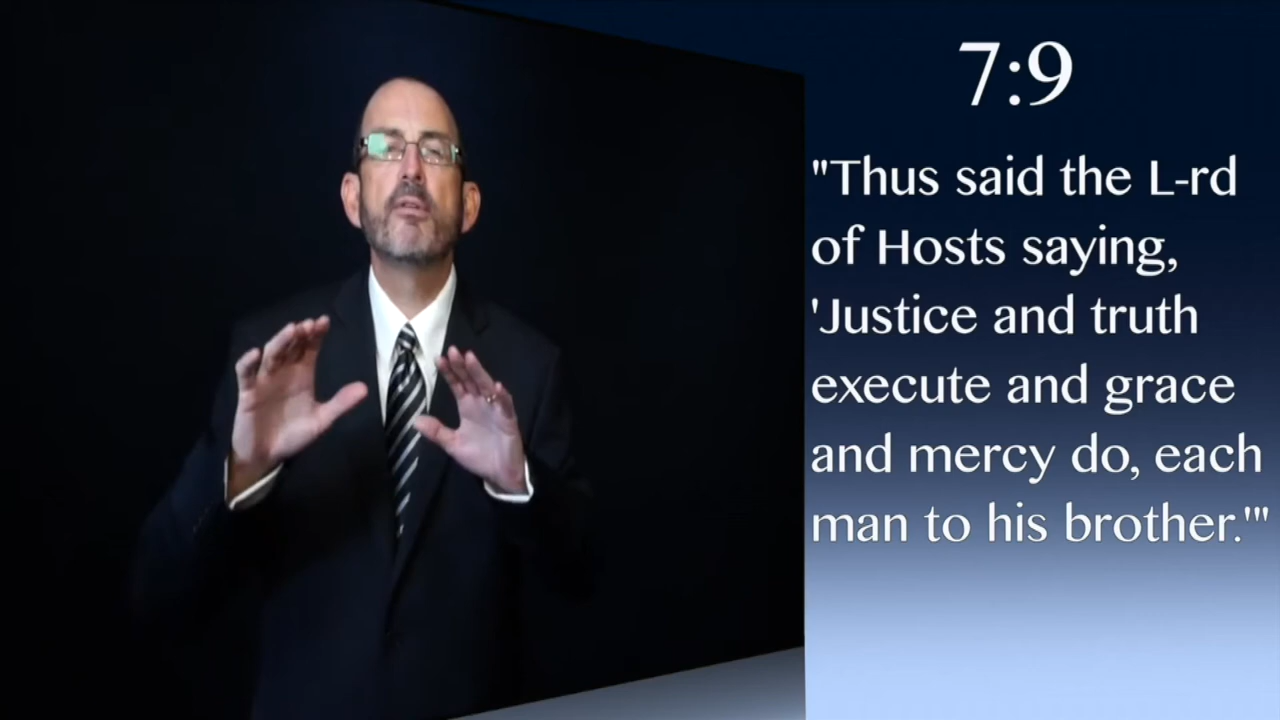 7:9
"Thus said the L-rd
of Hosts saying,
'Justice and truth
execute and grace
and mercy do, each
man to his brother.'"